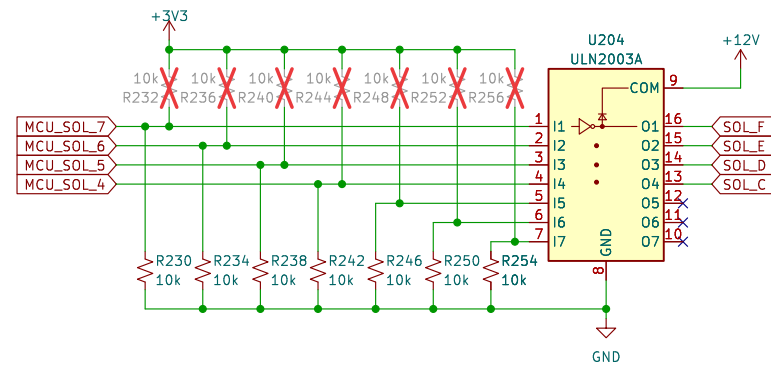 +3V3
U204
ULN2003A
+12V
10k 10k 10k 10k 10k 10k 10k
R232 R236 R240 R244 R248 R252 R256
COM 9
MCU_SOL_7 1 I1 O1 16 SOL_F
MCU_SOL_6 2 I2 O2 15 SOL_E
MCU_SOL_5 3 I3 O3 14 SOL_D
MCU_SOL_4 4 I4 O4 13 SOL_C
5 I5 O5 12
6 I6 O6 11
7 I7 O7 10
GND
8
R230 R234 R238 R242 R246 R250 R254
10k 10k 10k 10k 10k 10k 10k
GND